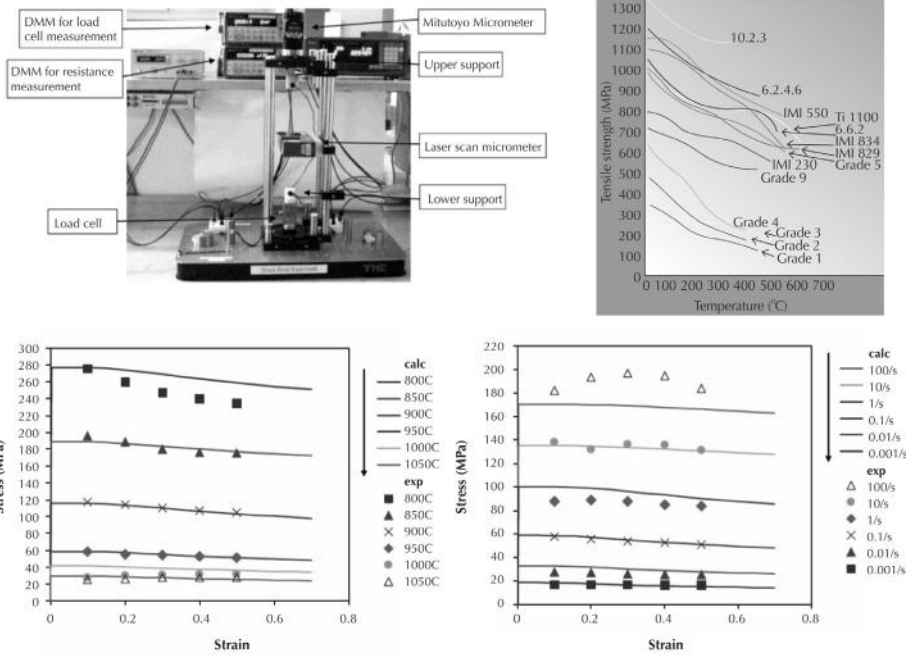 DMM for load
cell measurement
DMM for resistance
measurement
Load cell
Mitutoyo Micrometer
Upper support
Laser scan micrometer
Lower support
Tensile strength (MPa)
1300
1200
1100
1000
900
800
700
600
500
400
300
200
100
0
10.2.3
6.2.4.6
IMI 550
Ti 1100
6.6.2
IMI 834
IMI 829
Grade 5
IMI 230
Grade 9
Grade 4
Grade 3
Grade 2
Grade 1
0 100 200 300 400 500 600 700
Temperature (°C)
Stress (MPa)
300
280
260
240
220
200
180
160
140
120
100
80
60
40
20
0
0 0.2 0.4 0.6 0.8
Strain
calc
800C
850C
900C
950C
1000C
1050C
exp
800C
850C
900C
950C
1000C
1050C
Stress (MPa)
220
200
180
160
140
120
100
80
60
40
20
0
0 0.2 0.4 0.6 0.8
Strain
calc
100/s
10/s
1/s
0.1/s
0.01/s
0.001/s
exp
100/s
10/s
1/s
0.1/s
0.01/s
0.001/s